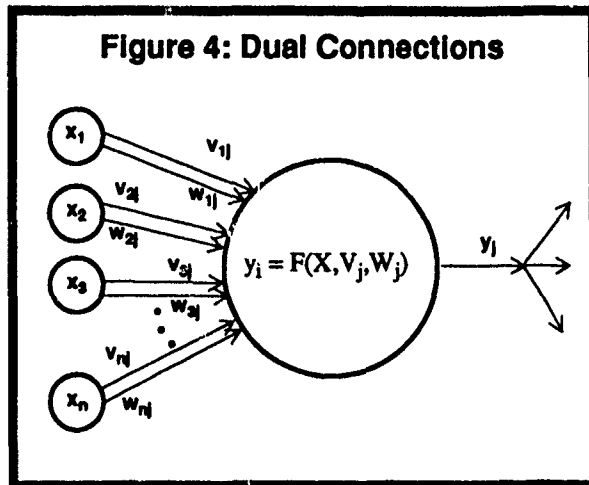 Figure 4: Dual Connections
x1
v1j
w1j
x2
v2j
w2j
x3
v3j
w3j
xn
vnj
wnj
yi = F(X,Vj,Wj)
yj